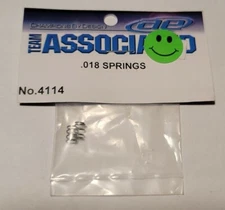 TEAM
ASSOCIATED
.018 SPRINGS
No.4114